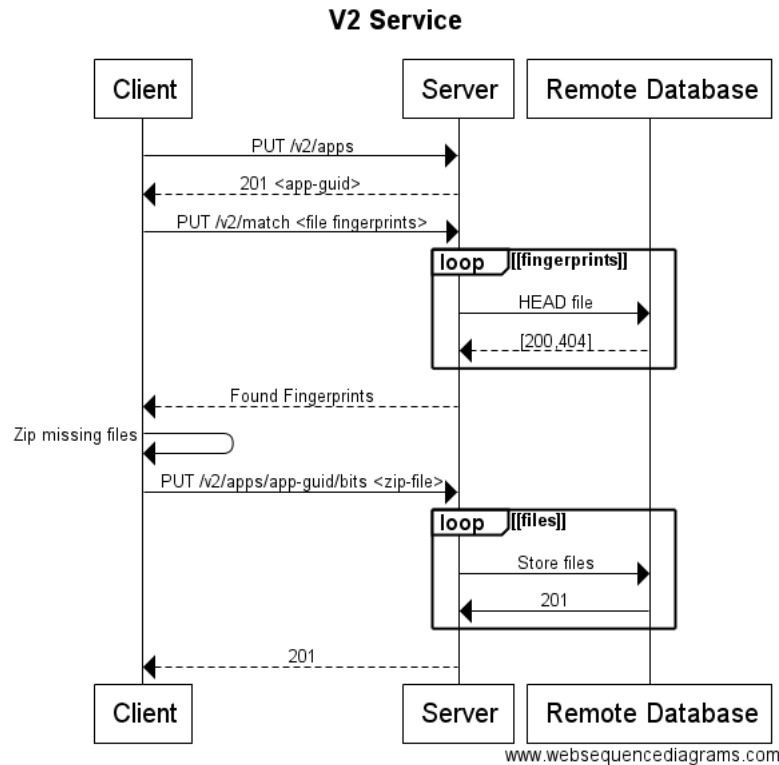 V2 Service
Client
Server
Remote Database
PUT /v2/apps
201 <app-guid>
PUT /v2/match <file fingerprints>
loop
[[fingerprints]]
HEAD file
[200,404]
Found Fingerprints
Zip missing files
PUT /v2/apps/app-guid/bits <zip-file>
loop
[[files]]
Store files
201
201
Client
Server
Remote Database
www.websequencediagrams.com